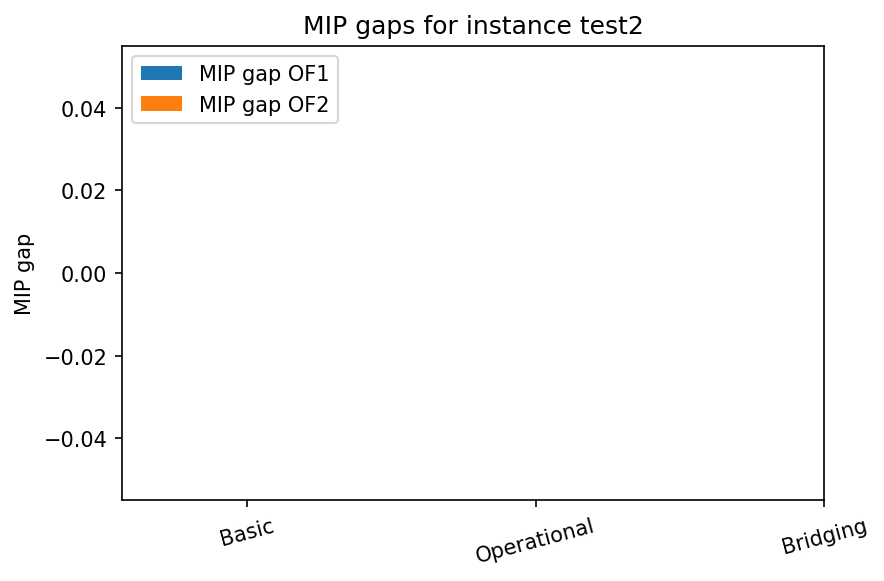 MIP gaps for instance test2
MIP gap OF1
MIP gap OF2
0.04
0.02
0.00
−0.02
−0.04
MIP gap
Basic
Operational
Bridging